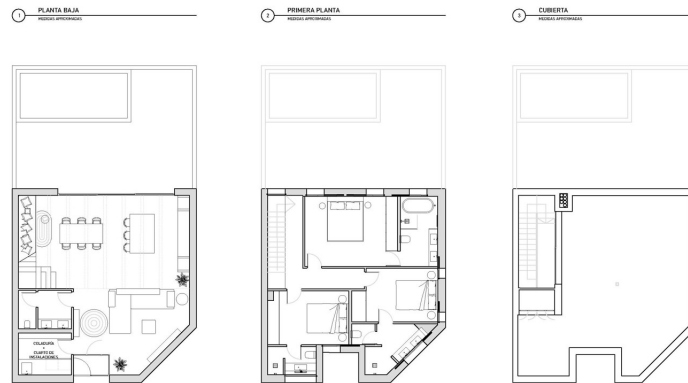 1
PLANTA BAJA
MEDIDAS APROXIMADAS
2
PRIMERA PLANTA
MEDIDAS APROXIMADAS
3
CUBIERTA
MEDIDAS APROXIMADAS
COLADURÍA
+
CUARTO DE
INSTALACIONES